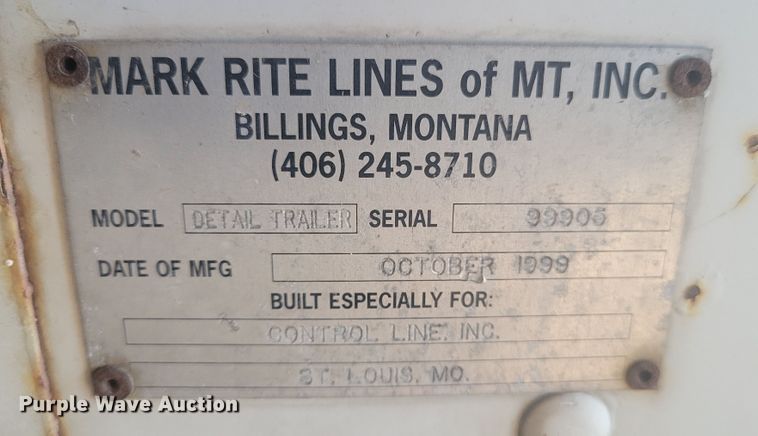 MARK RITE LINES of MT, INC.
BILLINGS, MONTANA
(406) 245-8710
MODEL DETAIL TRAILER SERIAL 99905
DATE OF MFG OCTOBER 1999
BUILT ESPECIALLY FOR:
CONTROL LINE, INC.
ST. LOUIS, MO.
Purple Wave Auction